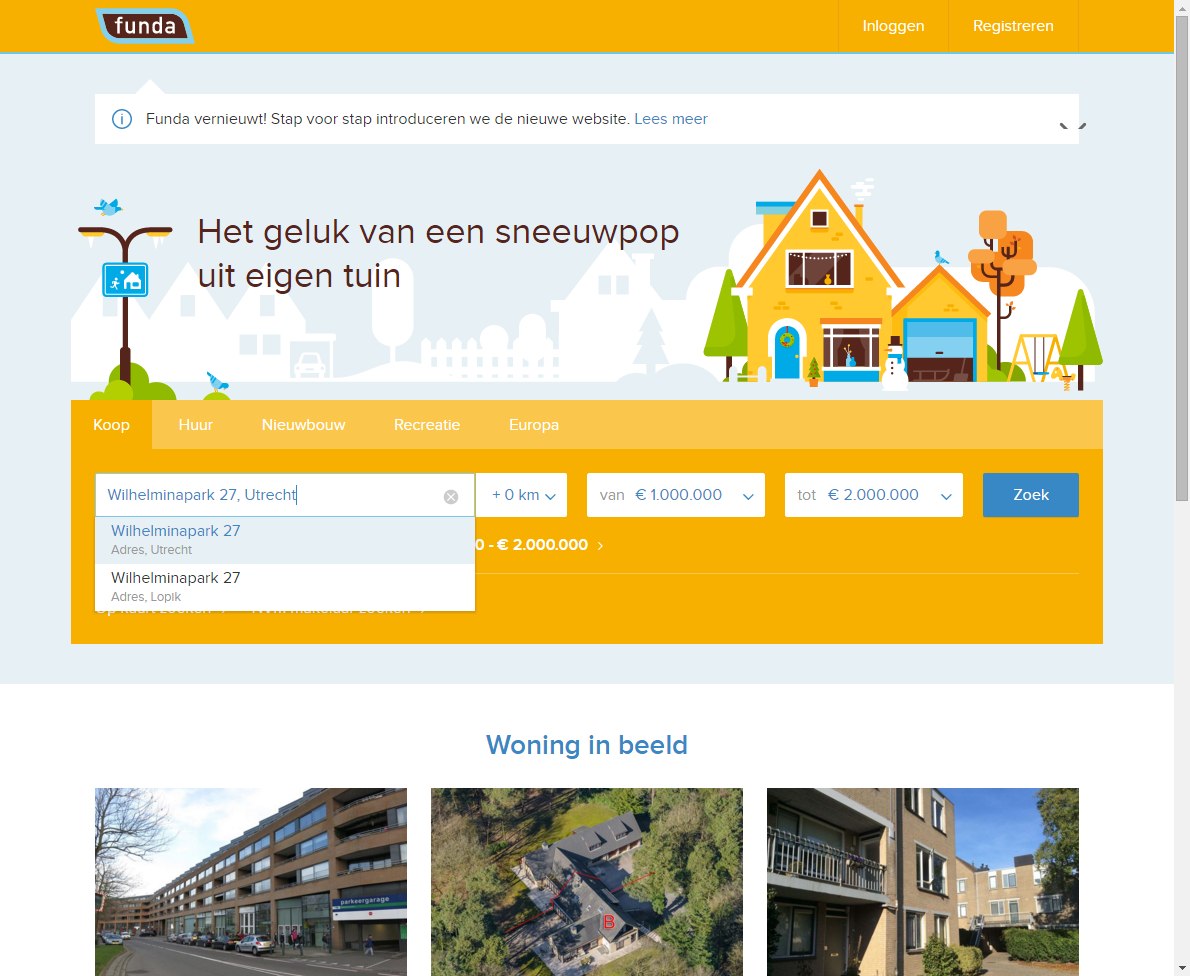 funda
Inloggen
Registreren
Funda vernieuwt! Stap voor stap introduceren we de nieuwe website. Lees meer
Het geluk van een sneeuwpop
uit eigen tuin
Koop
Huur
Nieuwbouw
Recreatie
Europa
Wilhelminapark 27, Utrecht
+ 0 km
van € 1.000.000
tot € 2.000.000
Zoek
Wilhelminapark 27
Adres, Utrecht
0 - € 2.000.000
Wilhelminapark 27
Adres, Lopik
Woning in beeld
parkeergarage
B